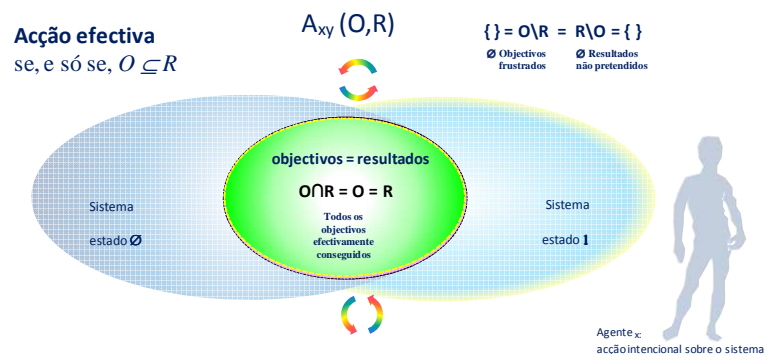 Acção efectiva
se, e só se, O ⊆ R
A xy (O,R)
{ } = O\R = R\O = { }
Ø Objectivos
frustrados
Ø Resultados
não pretendidos
objectivos = resultados
O∩R = O = R
Todos os
objectivos
efectivamente
conseguidos
Sistema
estado Ø
Sistema
estado 1
Agente x:
acção intencional sobre o sistema